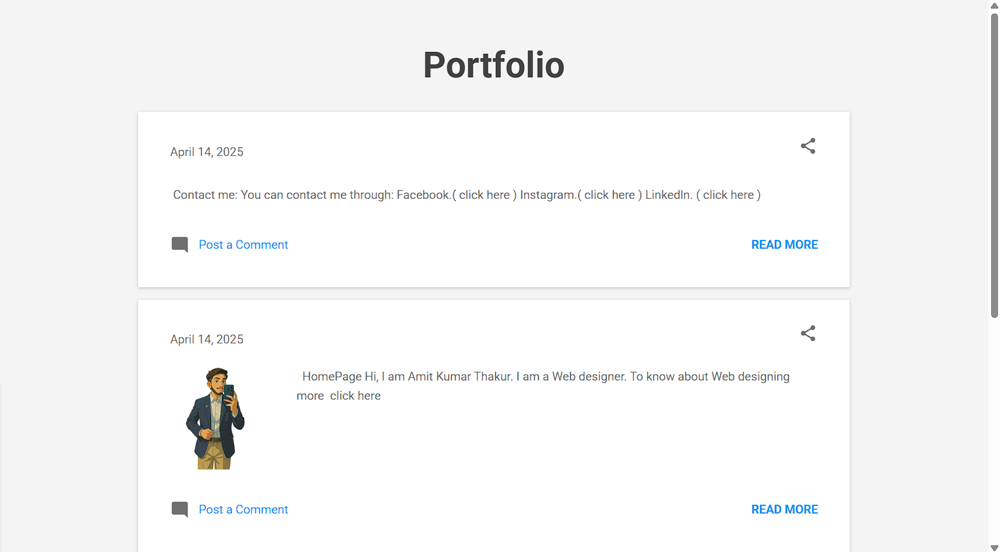 Portfolio
April 14, 2025
Contact me: You can contact me through: Facebook.( click here ) Instagram.( click here ) LinkedIn. ( click here )
Post a Comment
READ MORE
April 14, 2025
HomePage Hi, I am Amit Kumar Thakur. I am a Web designer. To know about Web designing
more  click here
Post a Comment
READ MORE